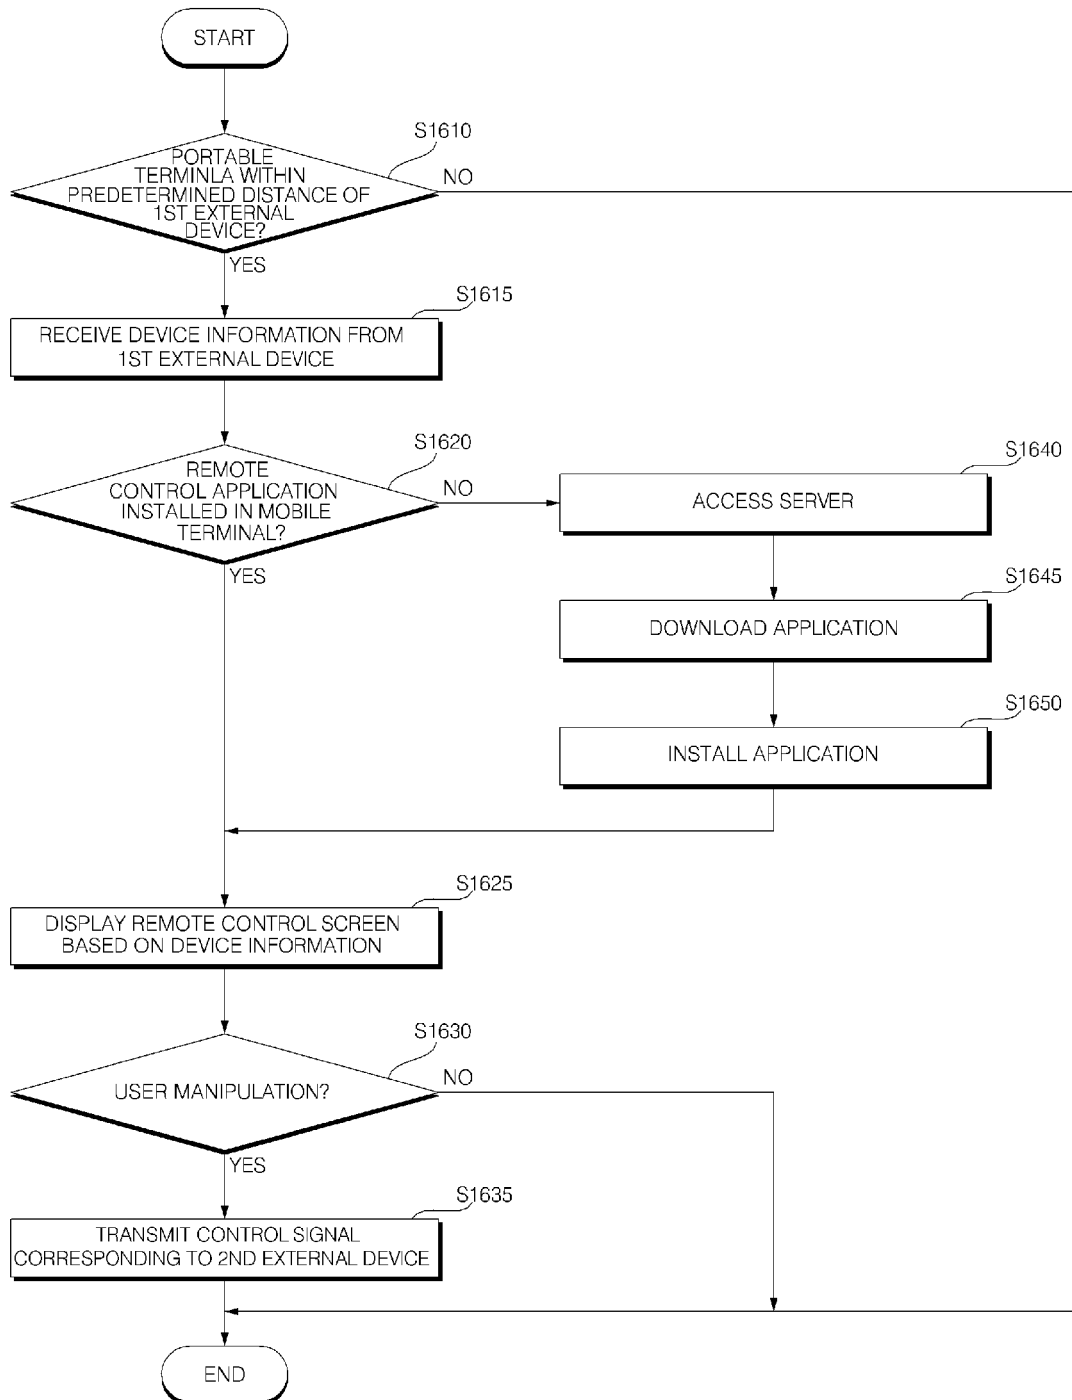 START
S1610
PORTABLE
TERMINLA WITHIN
PREDETERMINED DISTANCE OF
1ST EXTERNAL
DEVICE?
NO
YES
S1615
RECEIVE DEVICE INFORMATION FROM
1ST EXTERNAL DEVICE
S1620
REMOTE
CONTROL APPLICATION
INSTALLED IN MOBILE
TERMINAL?
NO
YES
S1640
ACCESS SERVER
S1645
DOWNLOAD APPLICATION
S1650
INSTALL APPLICATION
S1625
DISPLAY REMOTE CONTROL SCREEN
BASED ON DEVICE INFORMATION
S1630
USER MANIPULATION?
NO
YES
S1635
TRANSMIT CONTROL SIGNAL
CORRESPONDING TO 2ND EXTERNAL DEVICE
END